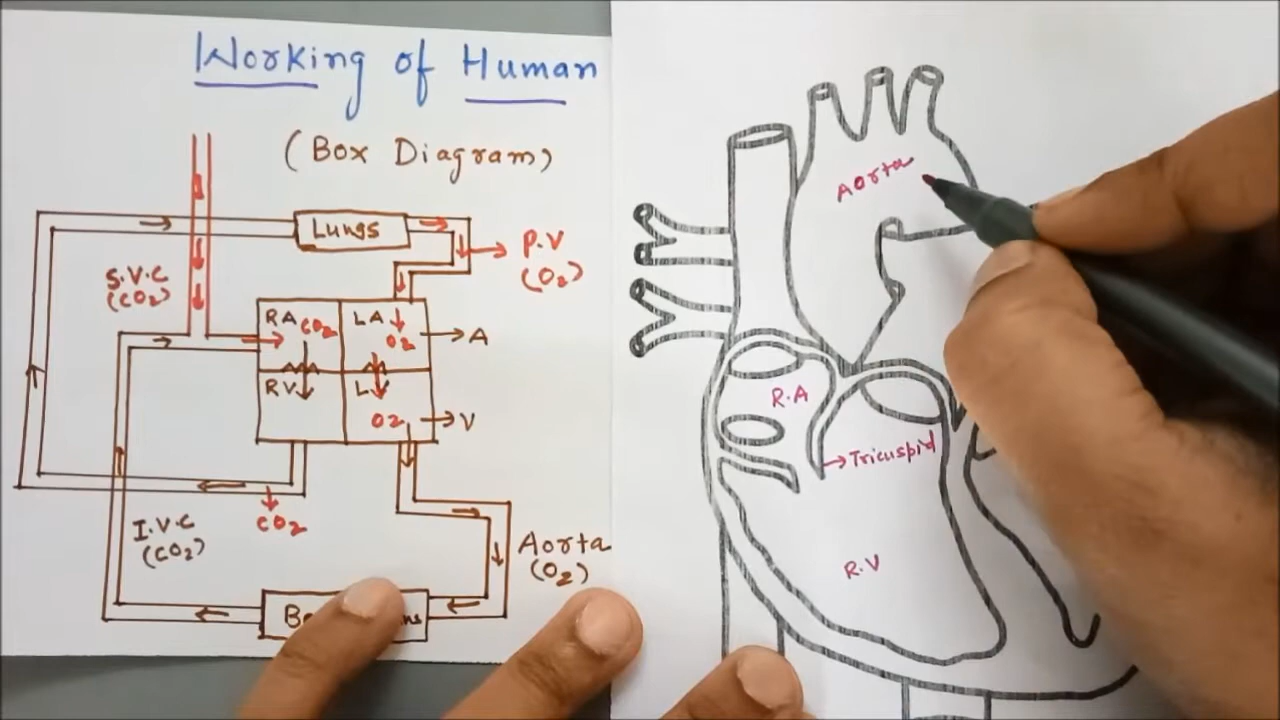 Working of Human
(Box Diagram)
Lungs
P.V
(O₂)
S.V.C
(CO₂)
RA CO₂
LA
O₂
A
RV
O₂
V
CO₂
I.V.C
(CO₂)
Aorta
(O₂)
Aorta
R.A
Tricuspid
R.V